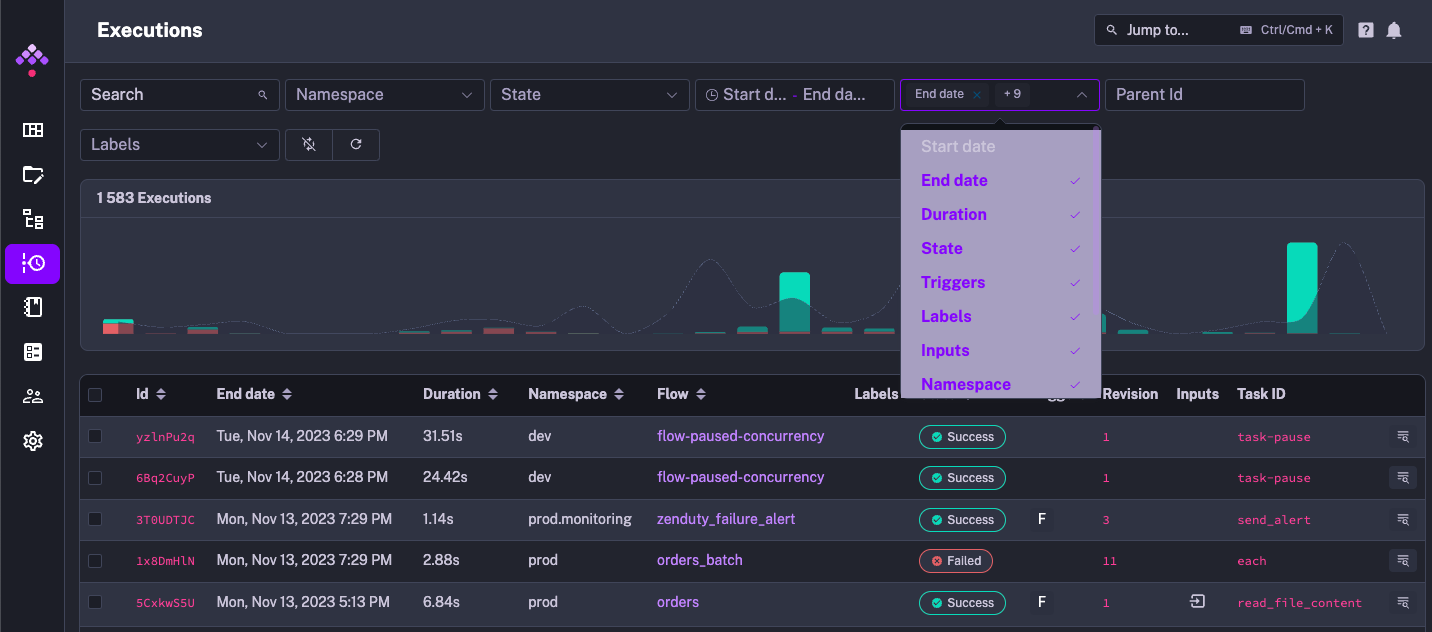 Executions
Jump to... Ctrl/Cmd + K ?
Search Namespace State Start d... - End da... End date × + 9 Parent Id
Labels
Start date
End date
Duration
State
Triggers
Labels
Inputs
Namespace
1 583 Executions
Id End date Duration Namespace Flow Labels Revision Inputs Task ID
yzlnPu2q Tue, Nov 14, 2023 6:29 PM 31.51s dev flow-paused-concurrency Success 1 task-pause
6Bq2CuyP Tue, Nov 14, 2023 6:28 PM 24.42s dev flow-paused-concurrency Success 1 task-pause
3T0UDTJC Mon, Nov 13, 2023 7:29 PM 1.14s prod.monitoring zenduty_failure_alert Success F 3 send_alert
1x8DmHlN Mon, Nov 13, 2023 7:29 PM 2.88s prod orders_batch Failed 11 each
5CxkwS5U Mon, Nov 13, 2023 5:13 PM 6.84s prod orders Success F 1 read_file_content